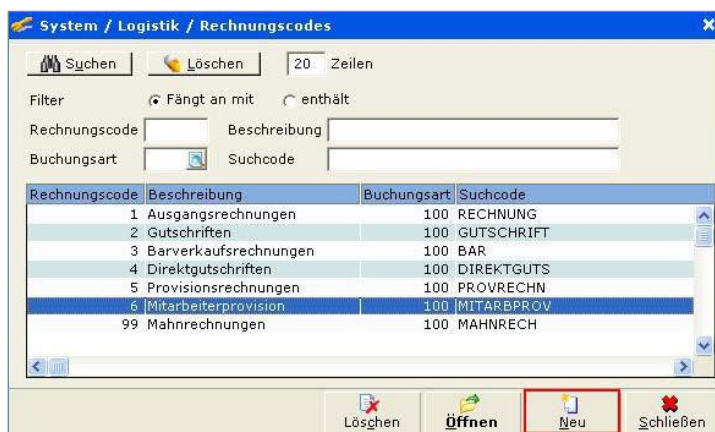 System / Logistik / Rechnungscodes
Suchen Löschen 20 Zeilen
Filter Fängt an mit enthält
Rechnungscode Beschreibung
Buchungsart Suchcode
Rechnungscode Beschreibung Buchungsart Suchcode
1 Ausgangsrechnungen 100 RECHNUNG
2 Gutschriften 100 GUTSCHRIFT
3 Barverkaufsrechnungen 100 BAR
4 Direktgutschriften 100 DIREKTGUTS
5 Provisionsrechnungen 100 PROVRECHN
6 Mitarbeiterprovision 100 MITARBPROV
99 Mahnrechnungen 100 MAHNRECH
Löschen Öffnen Neu Schließen